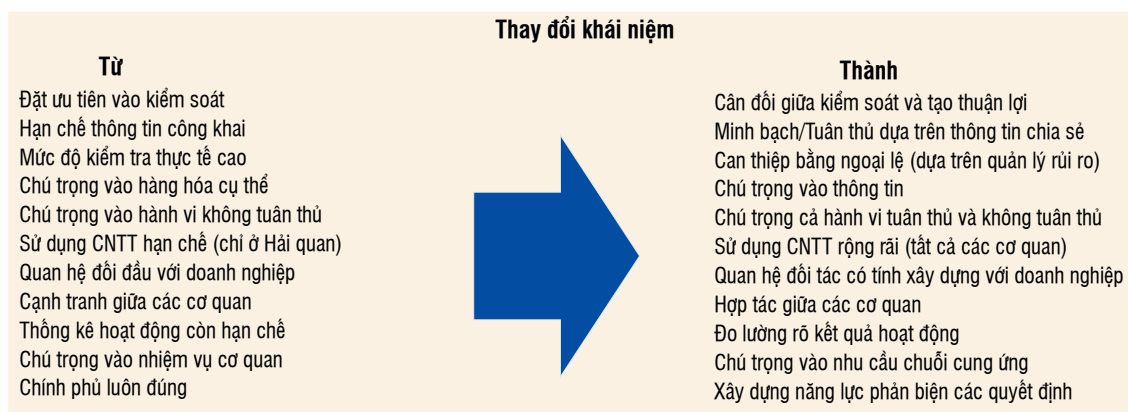 Thay đổi khái niệm
Từ
Đặt ưu tiên vào kiểm soát
Hạn chế thông tin công khai
Mức độ kiểm tra thực tế cao
Chú trọng vào hàng hóa cụ thể
Chú trọng vào hành vi không tuân thủ
Sử dụng CNTT hạn chế (chỉ ở Hải quan)
Quan hệ đối đầu với doanh nghiệp
Cạnh tranh giữa các cơ quan
Thống kê hoạt động còn hạn chế
Chú trọng vào nhiệm vụ cơ quan
Chính phủ luôn đúng
Thành
Cân đối giữa kiểm soát và tạo thuận lợi
Minh bạch/Tuân thủ dựa trên thông tin chia sẻ
Can thiệp bằng ngoại lệ (dựa trên quản lý rủi ro)
Chú trọng vào thông tin
Chú trọng cả hành vi tuân thủ và không tuân thủ
Sử dụng CNTT rộng rãi (tất cả các cơ quan)
Quan hệ đối tác có tính xây dựng với doanh nghiệp
Hợp tác giữa các cơ quan
Đo lường rõ kết quả hoạt động
Chú trọng vào nhu cầu chuỗi cung ứng
Xây dựng năng lực phản biện các quyết định